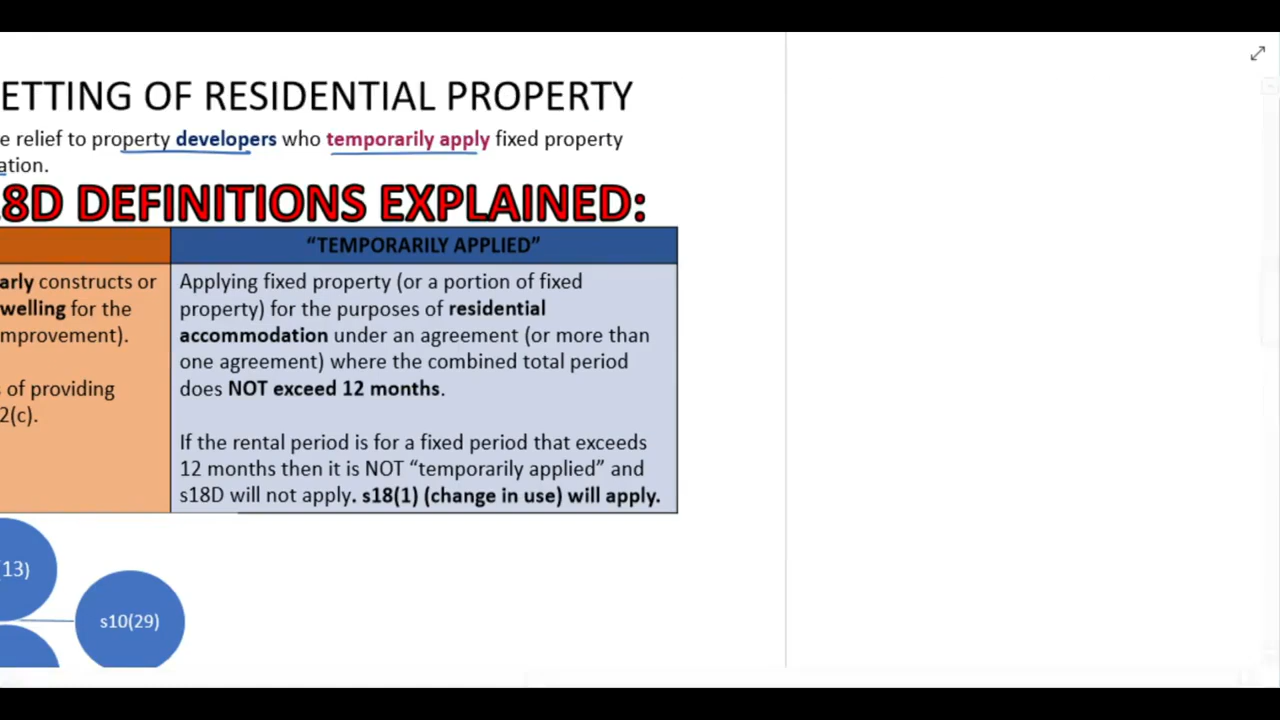 ETTING OF RESIDENTIAL PROPERTY
e relief to property developers who temporarily apply fixed property
ation.
8D DEFINITIONS EXPLAINED:
"TEMPORARILY APPLIED"
arly constructs or
welling for the
mprovement).
s of providing
2(c).
Applying fixed property (or a portion of fixed
property) for the purposes of residential
accommodation under an agreement (or more than
one agreement) where the combined total period
does NOT exceed 12 months.
If the rental period is for a fixed period that exceeds
12 months then it is NOT "temporarily applied" and
s18D will not apply. s18(1) (change in use) will apply.
(13)
s10(29)